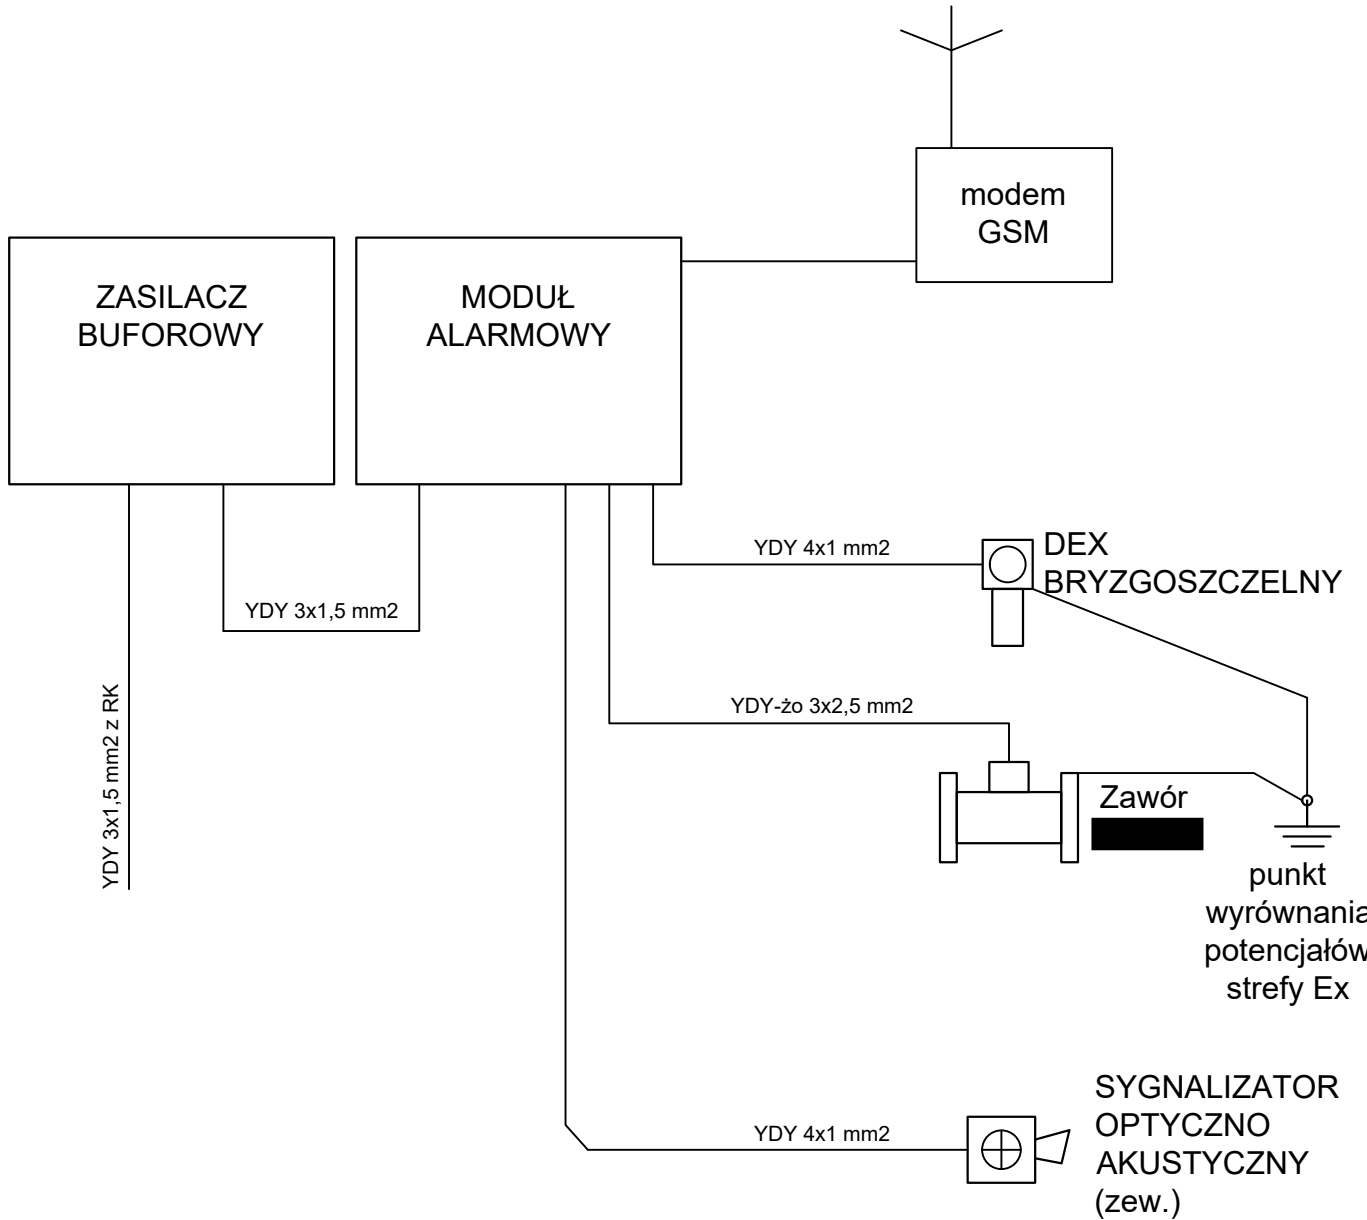 modem
GSM
ZASILACZ
BUFOROWY
MODUŁ
ALARMOWY
YDY 4x1 mm2
DEX
BRYZGOSZCZELNY
YDY 3x1,5 mm2
YDY 3x1,5 mm2 z RK
YDY-żo 3x2,5 mm2
Zawór
punkt
wyrównania
potencjałów
strefy Ex
YDY 4x1 mm2
SYGNALIZATOR
OPTYCZNO
AKUSTYCZNY
(zew.)